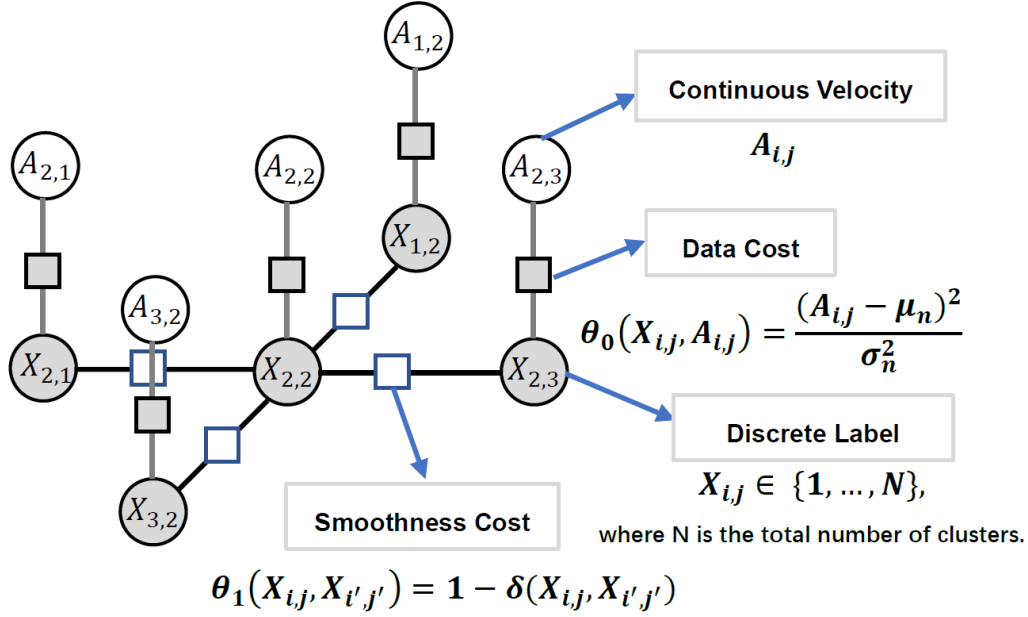 A1,2
Continuous Velocity
Ai,j
A2,1
A2,2
A2,3
X1,2
Data Cost
A3,2
θ0(Xi,j, Ai,j) = (Ai,j − μn)² / σn²
X2,1
X2,2
X2,3
Discrete Label
Xi,j ∈ {1, …, N},
X3,2
Smoothness Cost
where N is the total number of clusters.
θ1(Xi,j, Xi′,j′) = 1 − δ(Xi,j, Xi′,j′)